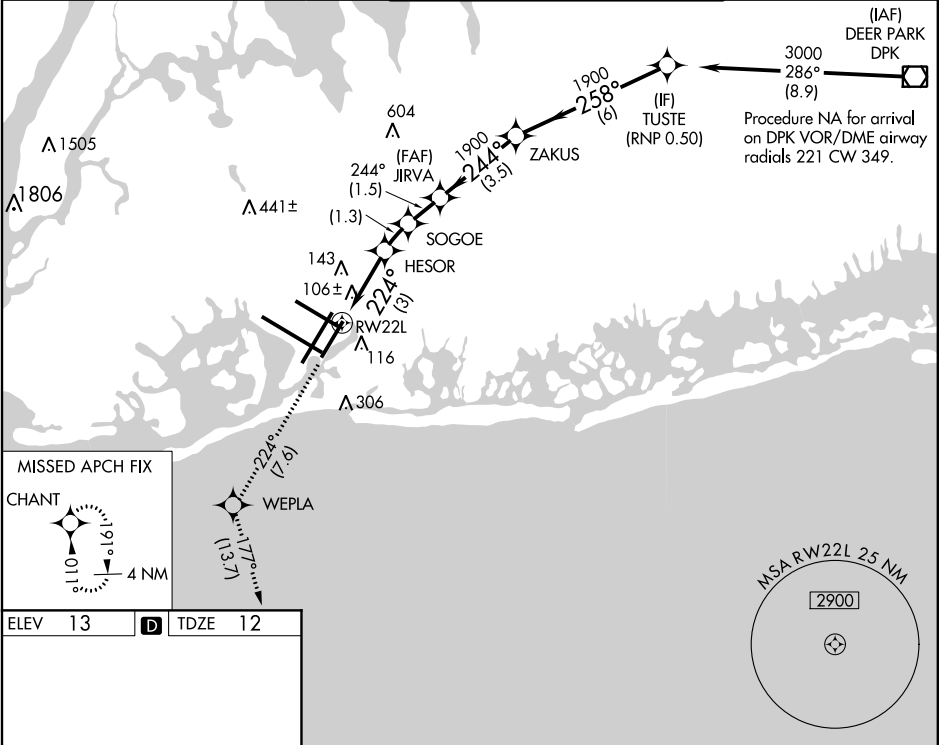 (IAF)
DEER PARK
DPK
3000
286°
(8.9)
1900
258°
(6)
(IF)
TUSTE
(RNP 0.50)
Procedure NA for arrival
on DPK VOR/DME airway
radials 221 CW 349.
604
1505
1806
441±
(FAF)
JIRVA
1900
244°
(3.5)
ZAKUS
244°
(1.5)
(1.3)
SOGOE
HESOR
143
106±
224°
(3)
RW22L
116
306
224°
(7.6)
WEPLA
177°
(13.7)
MISSED APCH FIX
CHANT
191°
011°
4 NM
MSA RW22L 25 NM
2900
ELEV 13 D TDZE 12